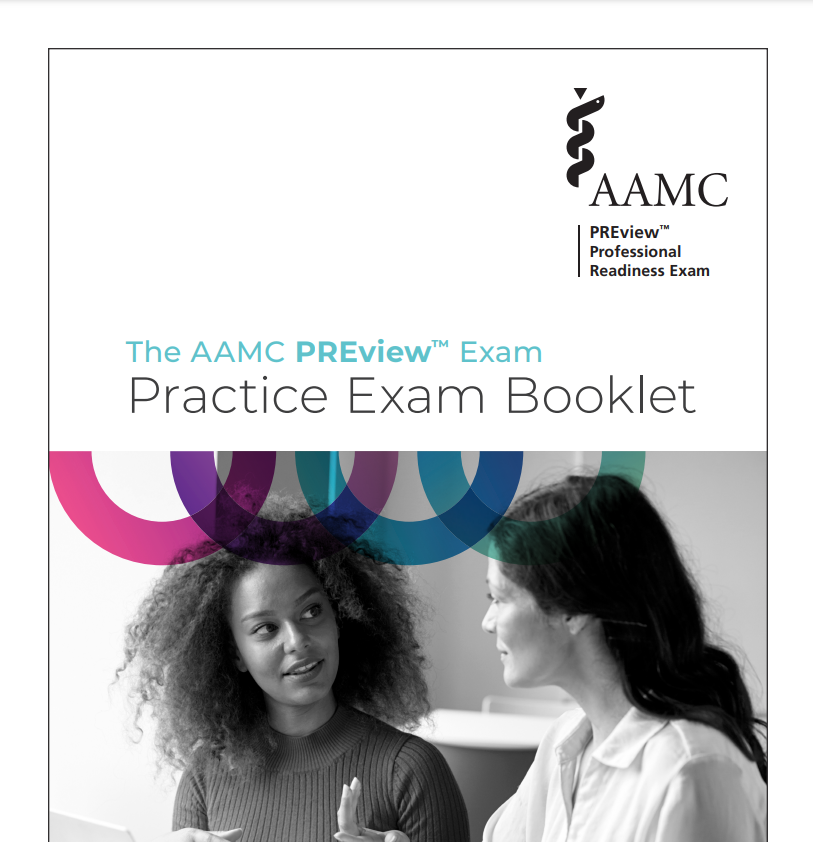 AAMC
PREview™
Professional
Readiness Exam
The AAMC PREview™ Exam
Practice Exam Booklet